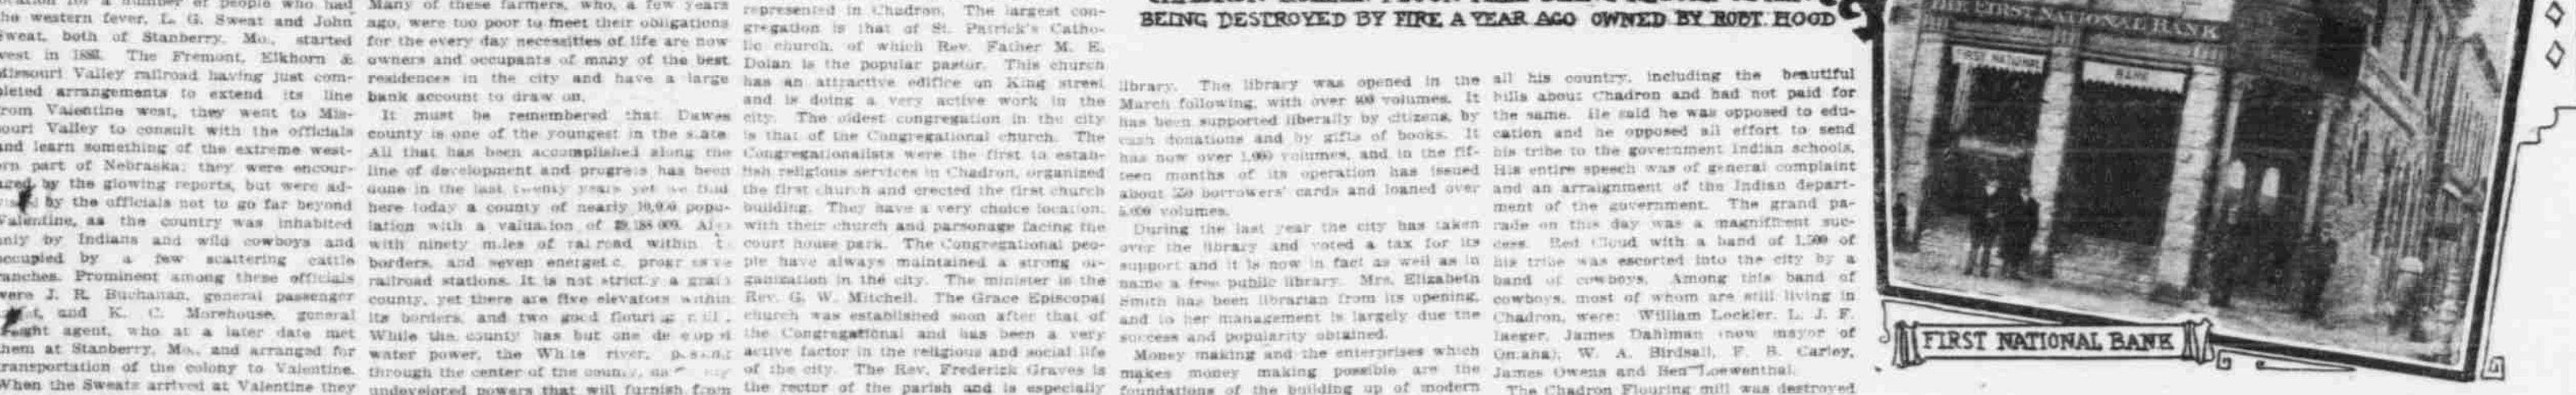 the western fever, L. G. Sweat and John
Sweat, both of Stanberry, Mo., started
west in 1883. The Fremont, Elkhorn &
Missouri Valley railroad having just com-
pleted arrangements to extend its line
from Valentine west, they went to Mis-
souri Valley to consult with the officials
and learn something of the extreme west-
ern part of Nebraska; they were encour-
aged by the glowing reports, but were ad-
by the officials not to go far beyond
Valentine, as the country was inhabited
only by Indians and wild cowboys and
occupied by a few scattering cattle
ranches. Prominent among these officials
were J. R. Buchanan, general passenger
and K. C. Morehouse, general
agent, who at a later date met
them at Stanberry, Mo., and arranged for
transportation of the colony to Valentine.
When the Sweats arrived at Valentine they
Many of these farmers, who, a few years
ago, were too poor to meet their obligations
for the every day necessities of life are now
owners and occupants of many of the best
residences in the city and have a large
bank account to draw on.
It must be remembered that Dawes
county is one of the youngest in the state.
All that has been accomplished along the
line of development and progress has been
done in the last twenty years yet we find
here today a county of nearly 10,000 popu-
lation with a valuation of
with ninety miles of railroad within
borders, and seven energetic, progressive
railroad stations. It is not strictly a grain
county, yet there are five elevators within
its borders, and two good flouring
While the county has but one
water power, the White river,
through the center of the county,
undeveloped powers that will furnish from
represented in Chadron. The largest con-
gregation is that of St. Patrick's Catho-
lic church, of which Rev. Father M. E.
Dolan is the popular pastor. This church
has an attractive edifice on King street
and is doing a very active work in the
city. The oldest congregation in the city
is that of the Congregational church. The
Congregationalists were the first to estab-
lish religious services in Chadron, organized
the first church and erected the first church
building. They have a very choice location,
with their church and parsonage facing the
court house park. The Congregational peo-
ple have always maintained a strong or-
ganization in the city. The minister is the
Rev. G. W. Mitchell. The Grace Episcopal
church was established soon after that of
the Congregational and has been a very
active factor in the religious and social life
of the city. The Rev. Frederick Graves is
the rector of the parish and is especially
BEING DESTROYED BY FIRE A YEAR AGO OWNED BY ROBT. HOOD
library. The library was opened in the
March following, with over 400 volumes. It
has been supported liberally by citizens, by
cash donations and by gifts of books. It
has now over 1,000 volumes, and in the fif-
teen months of its operation has issued
about borrowers' cards and loaned over
5,000 volumes.
During the last year the city has taken
over the library and voted a tax for its
support and it is now in fact as well as in
name a free public library. Mrs. Elizabeth
Smith has been librarian from its opening,
and to her management is largely due the
success and popularity obtained.
Money making and the enterprises which
makes money making possible are the
foundations of the building up of modern
all his country, including the beautiful
hills about Chadron and had not paid for
the same. He said he was opposed to edu-
cation and he opposed all effort to send
his tribe to the government Indian schools.
His entire speech was of general complaint
and an arraignment of the Indian depart-
ment of the government. The grand pa-
rade on this day was a magnificent suc-
cess. Red Cloud with a band of 1,500 of
his tribe was escorted into the city by a
band of cowboys. Among this band of
cowboys, most of whom are still living in
Chadron, were: William Lockler, L. J. F.
Iaeger, James Dahlman (now mayor of
Omaha), W. A. Birdsall, F. B. Carley,
James Owens and Ben Loewenthal.
The Chadron Flouring mill was destroyed
THE FIRST NATIONAL BANK
FIRST NATIONAL
BANK
FIRST NATIONAL BANK